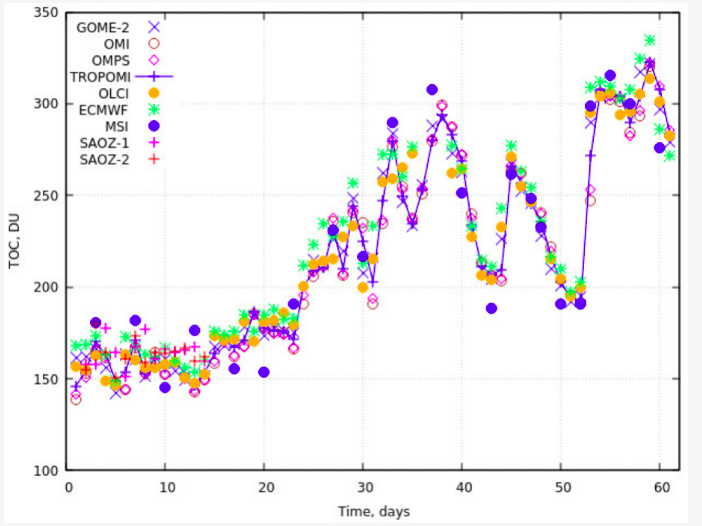 350
300
250
200
150
100
TOC, DU
GOME-2
OMI
OMPS
TROPOMI
OLCI
ECMWF
MSI
SAOZ-1
SAOZ-2
0 10 20 30 40 50 60
Time, days